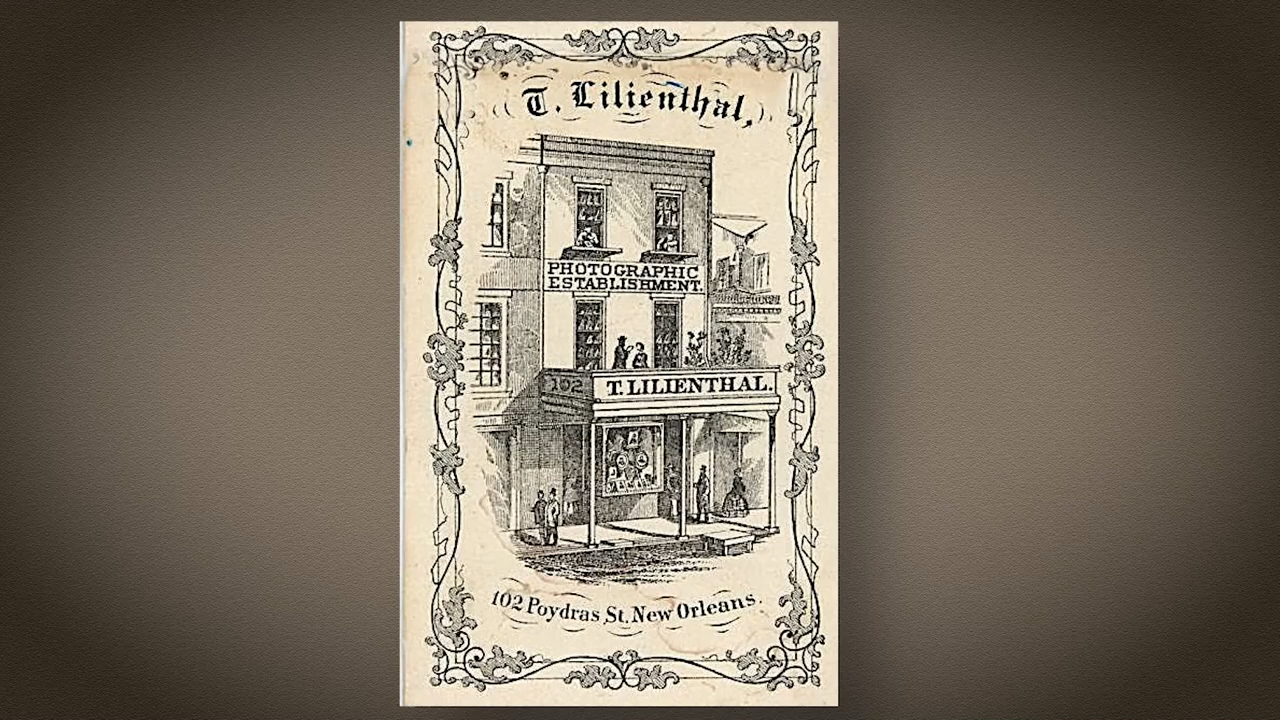 T. Lilienthal,
PHOTOGRAPHIC
ESTABLISHMENT.
102 T. LILIENTHAL.
102 Poydras St. New Orleans.